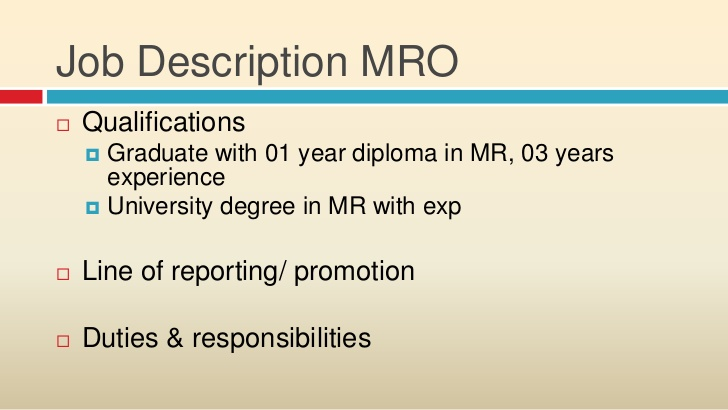 Job Description MRO
Qualifications
Graduate with 01 year diploma in MR, 03 years
experience
University degree in MR with exp
Line of reporting/ promotion
Duties & responsibilities